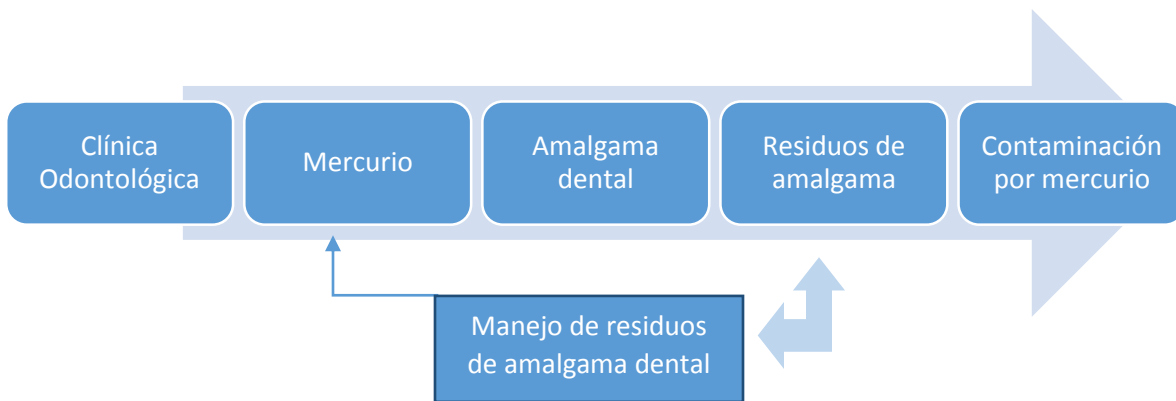 Clínica
Odontológica
Mercurio
Amalgama
dental
Residuos de
amalgama
Contaminación
por mercurio
Manejo de residuos
de amalgama dental